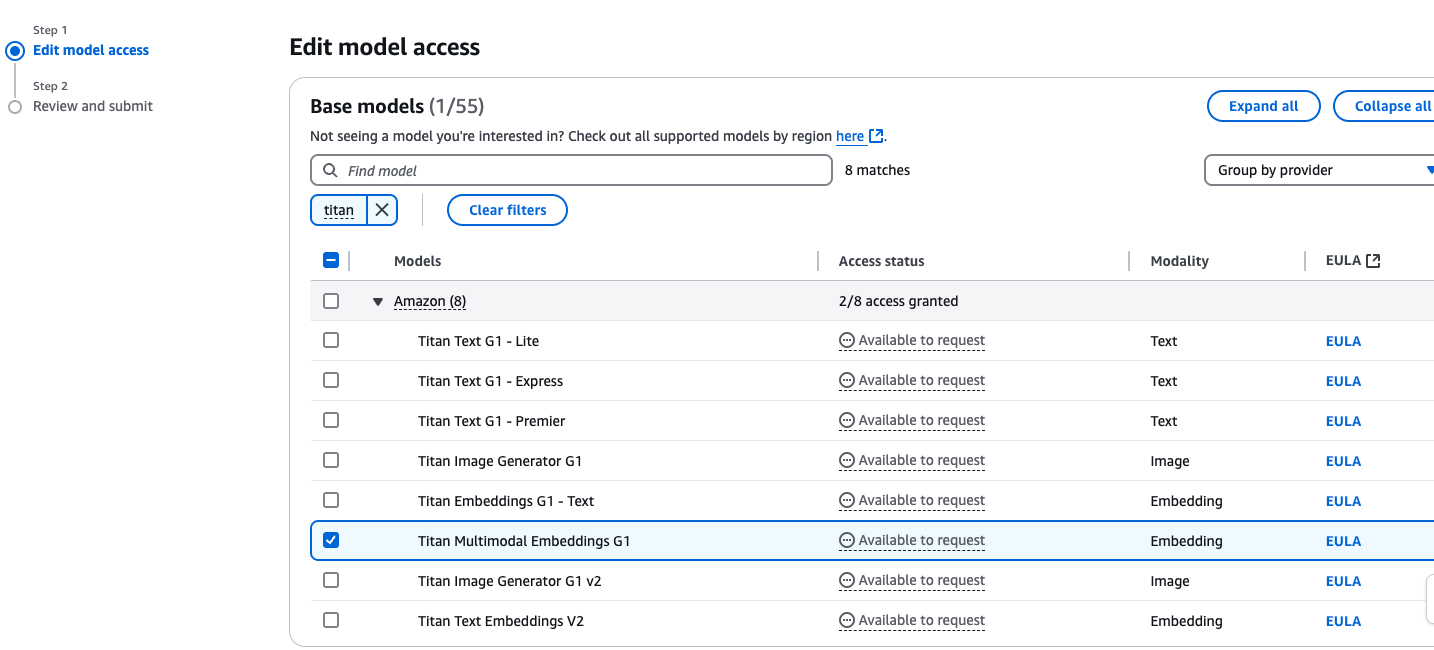 Step 1
Edit model access
Step 2
Review and submit
Edit model access
Base models (1/55)
Expand all
Collapse all
Not seeing a model you're interested in? Check out all supported models by region here.
Find model
8 matches
Group by provider
titan
Clear filters
Models Access status Modality EULA
Amazon (8) 2/8 access granted
Titan Text G1 - Lite Available to request Text EULA
Titan Text G1 - Express Available to request Text EULA
Titan Text G1 - Premier Available to request Text EULA
Titan Image Generator G1 Available to request Image EULA
Titan Embeddings G1 - Text Available to request Embedding EULA
Titan Multimodal Embeddings G1 Available to request Embedding EULA
Titan Image Generator G1 v2 Available to request Image EULA
Titan Text Embeddings V2 Available to request Embedding EULA